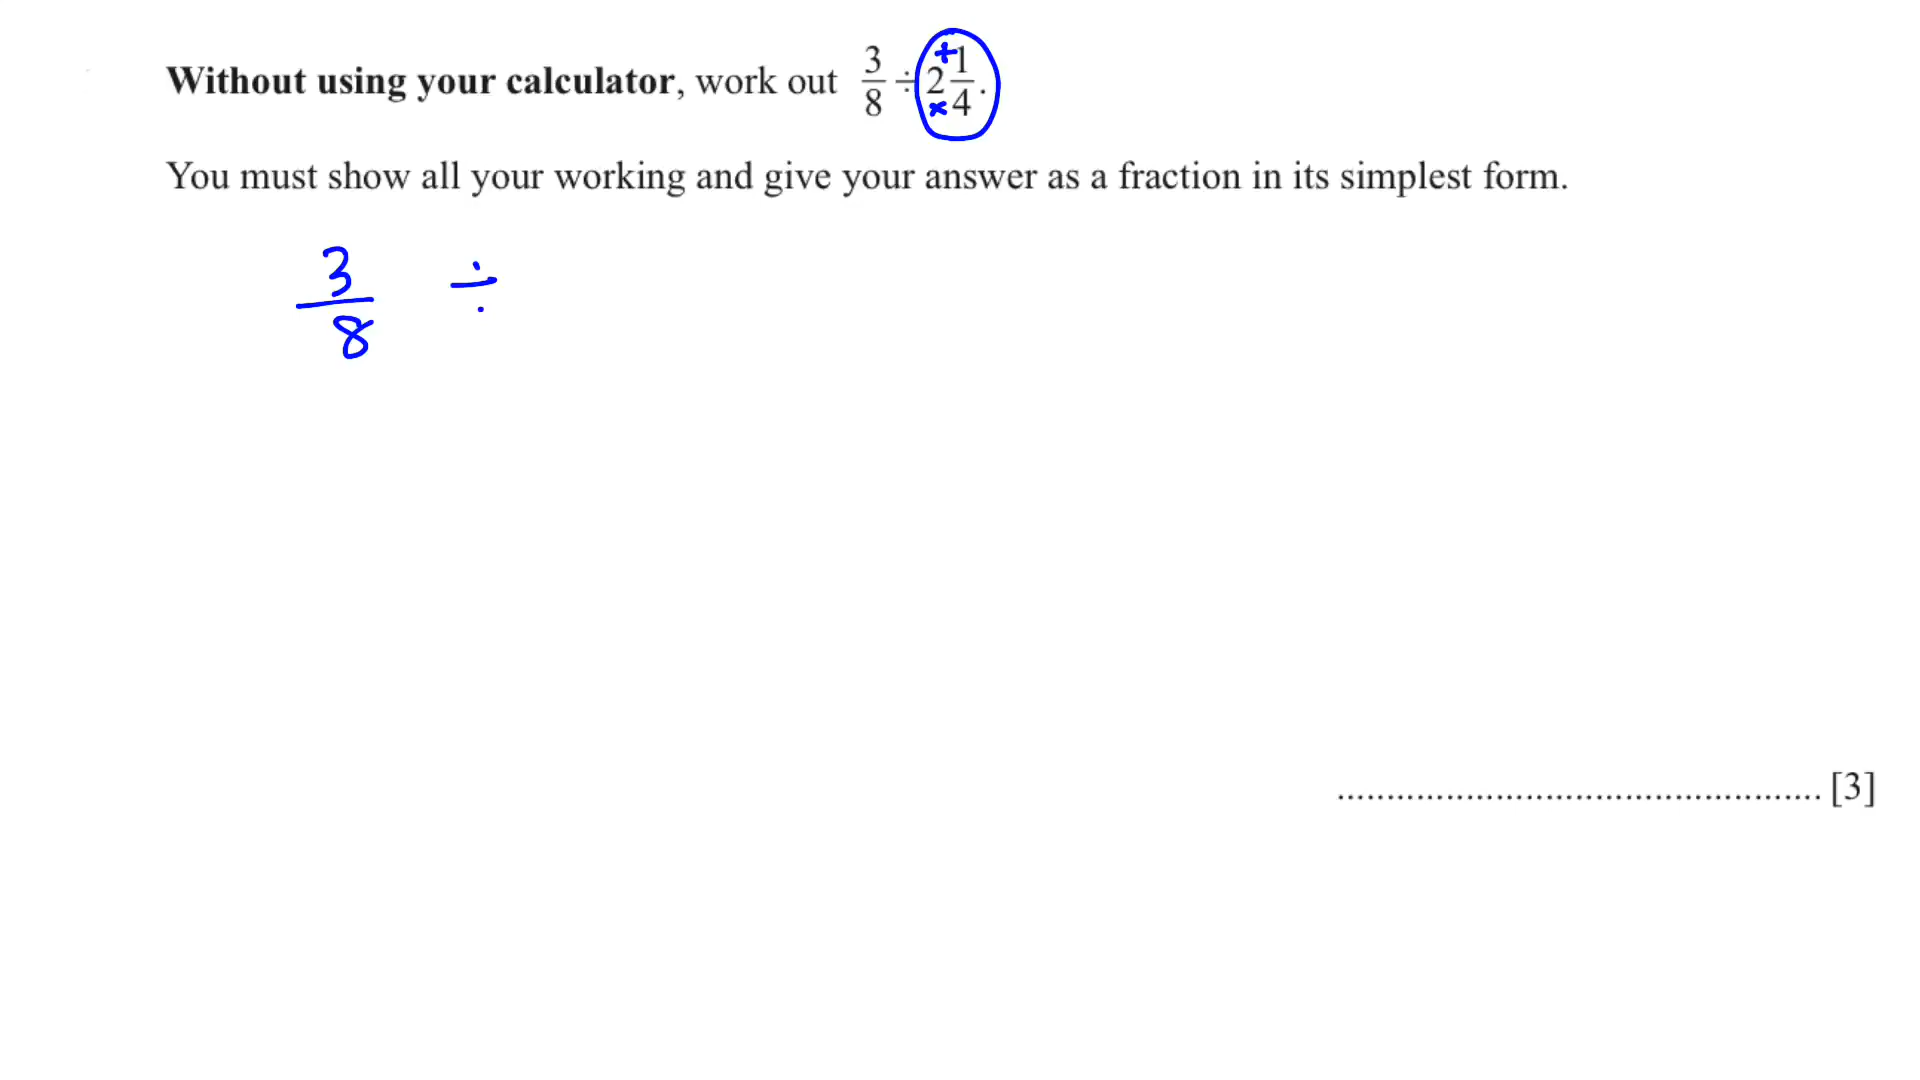 Without using your calculator, work out 3/8 ÷ 2 1/4.
+
×
You must show all your working and give your answer as a fraction in its simplest form.
3/8 ÷
................................................ [3]